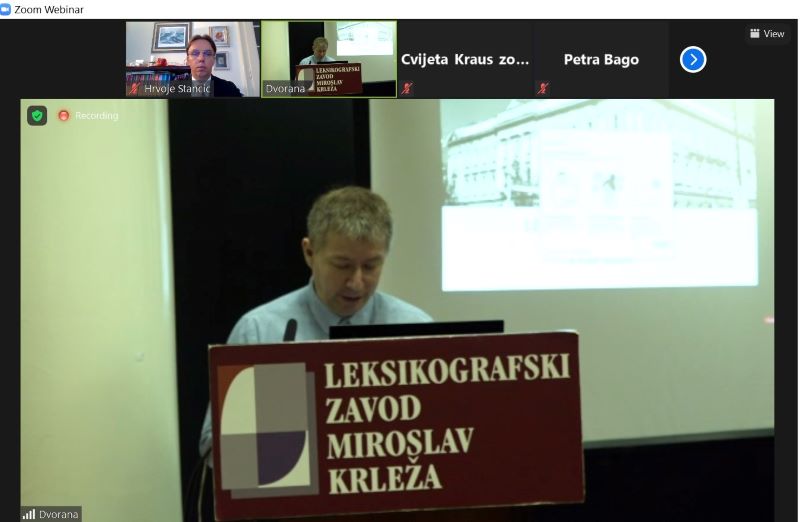 Zoom Webinar
View
Hrvoje Stancic
Dvorana
LEKSIKOGRAFSKI
ZAVOD
MIROSLAV
KRLEŽA
Cvijeta Kraus zo...
Petra Bago
Recording
LEKSIKOGRAFSKI
ZAVOD
MIROSLAV
KRLEŽA
Dvorana